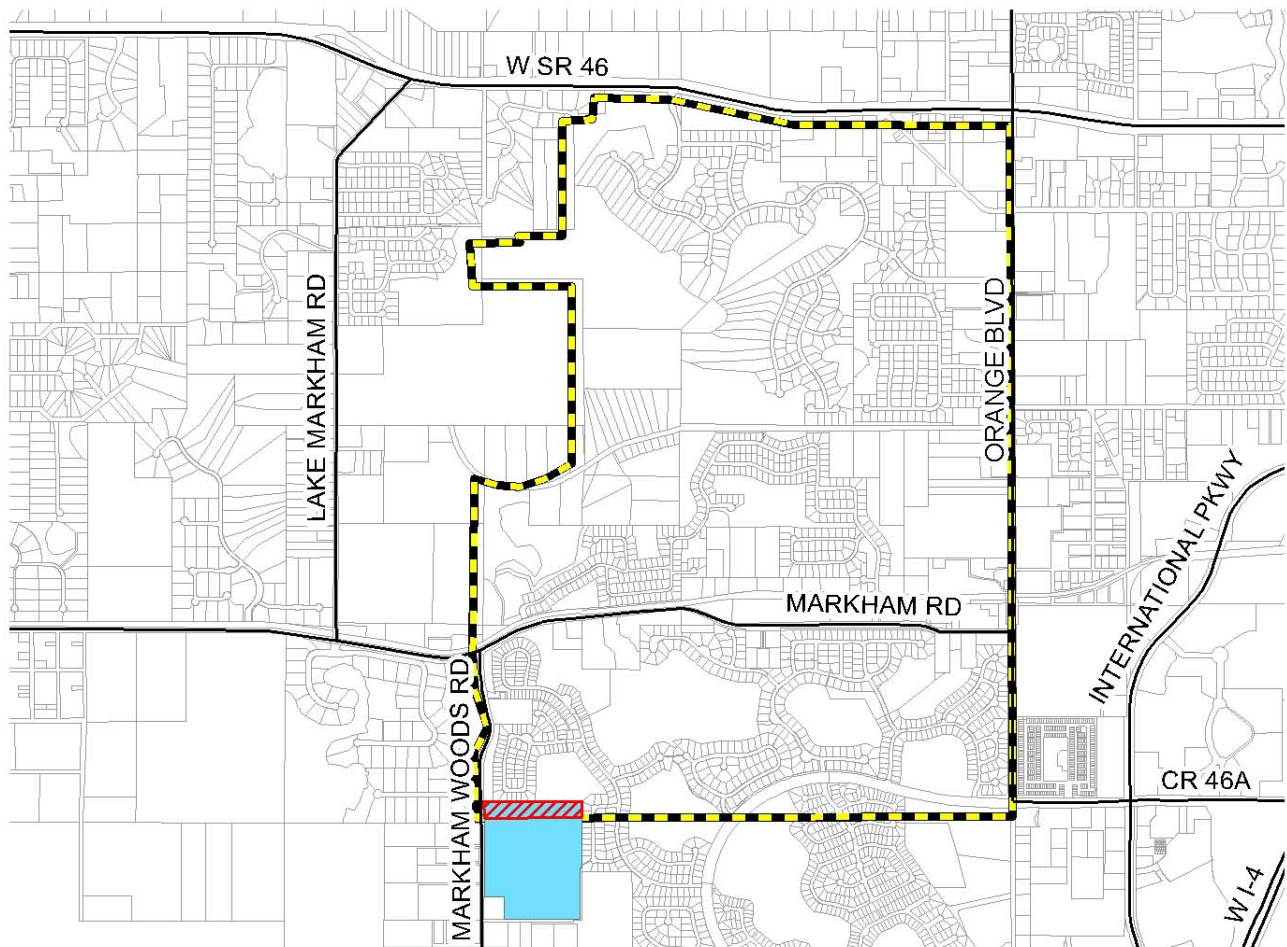 W SR 46
LAKE MARKHAM RD
ORANGE BLVD
INTERNATIONAL PKWY
MARKHAM RD
MARKHAM WOODS RD
CR 46A
W I-4